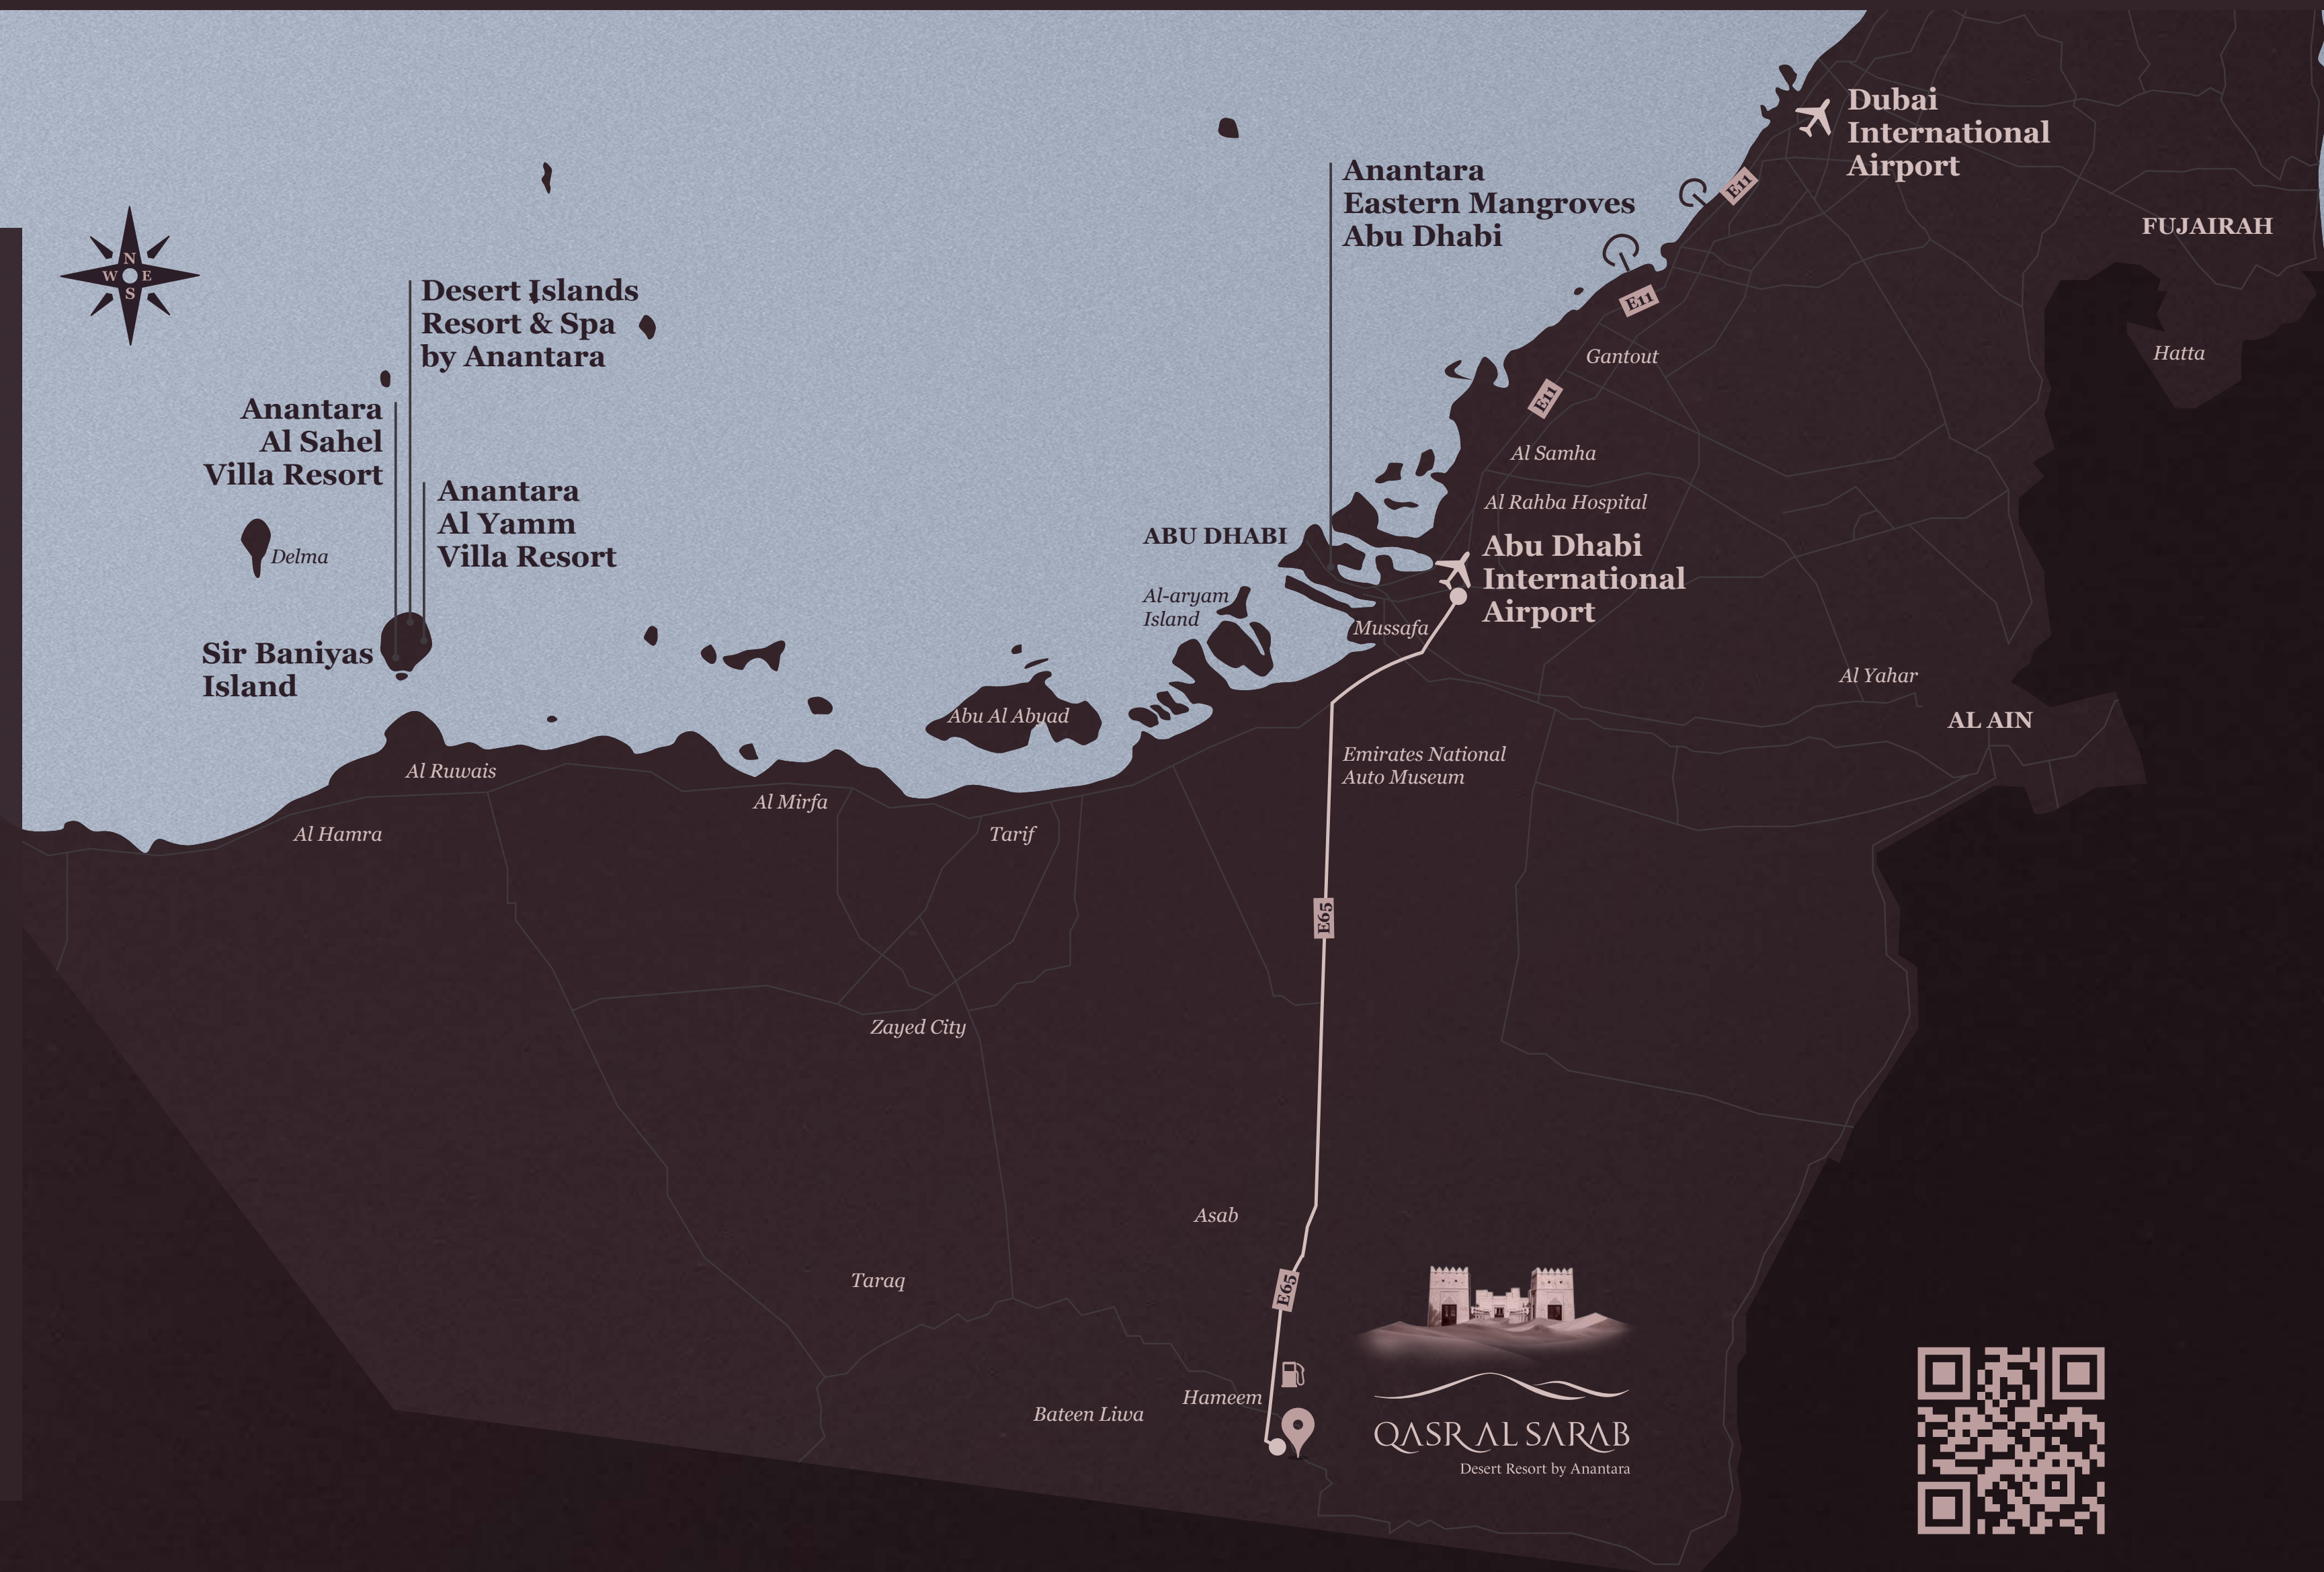 Dubai
International
Airport
E11
Anantara
Eastern Mangroves
Abu Dhabi
FUJAIRAH
N
W
E
S
Desert Islands
Resort & Spa
by Anantara
E11
Gantout
Hatta
E11
Anantara
Al Sahel
Villa Resort
Al Samha
Anantara
Al Yamm
Villa Resort
Al Rahba Hospital
ABU DHABI
Abu Dhabi
International
Airport
Delma
Al-aryam
Island
Mussafa
Sir Baniyas
Island
Al Yahar
Abu Al Abyad
AL AIN
Emirates National
Auto Museum
Al Ruwais
Al Mirfa
Al Hamra
Tarif
E65
Zayed City
Asab
Taraq
E65
Hameem
Bateen Liwa
QASR AL SARAB
Desert Resort by Anantara